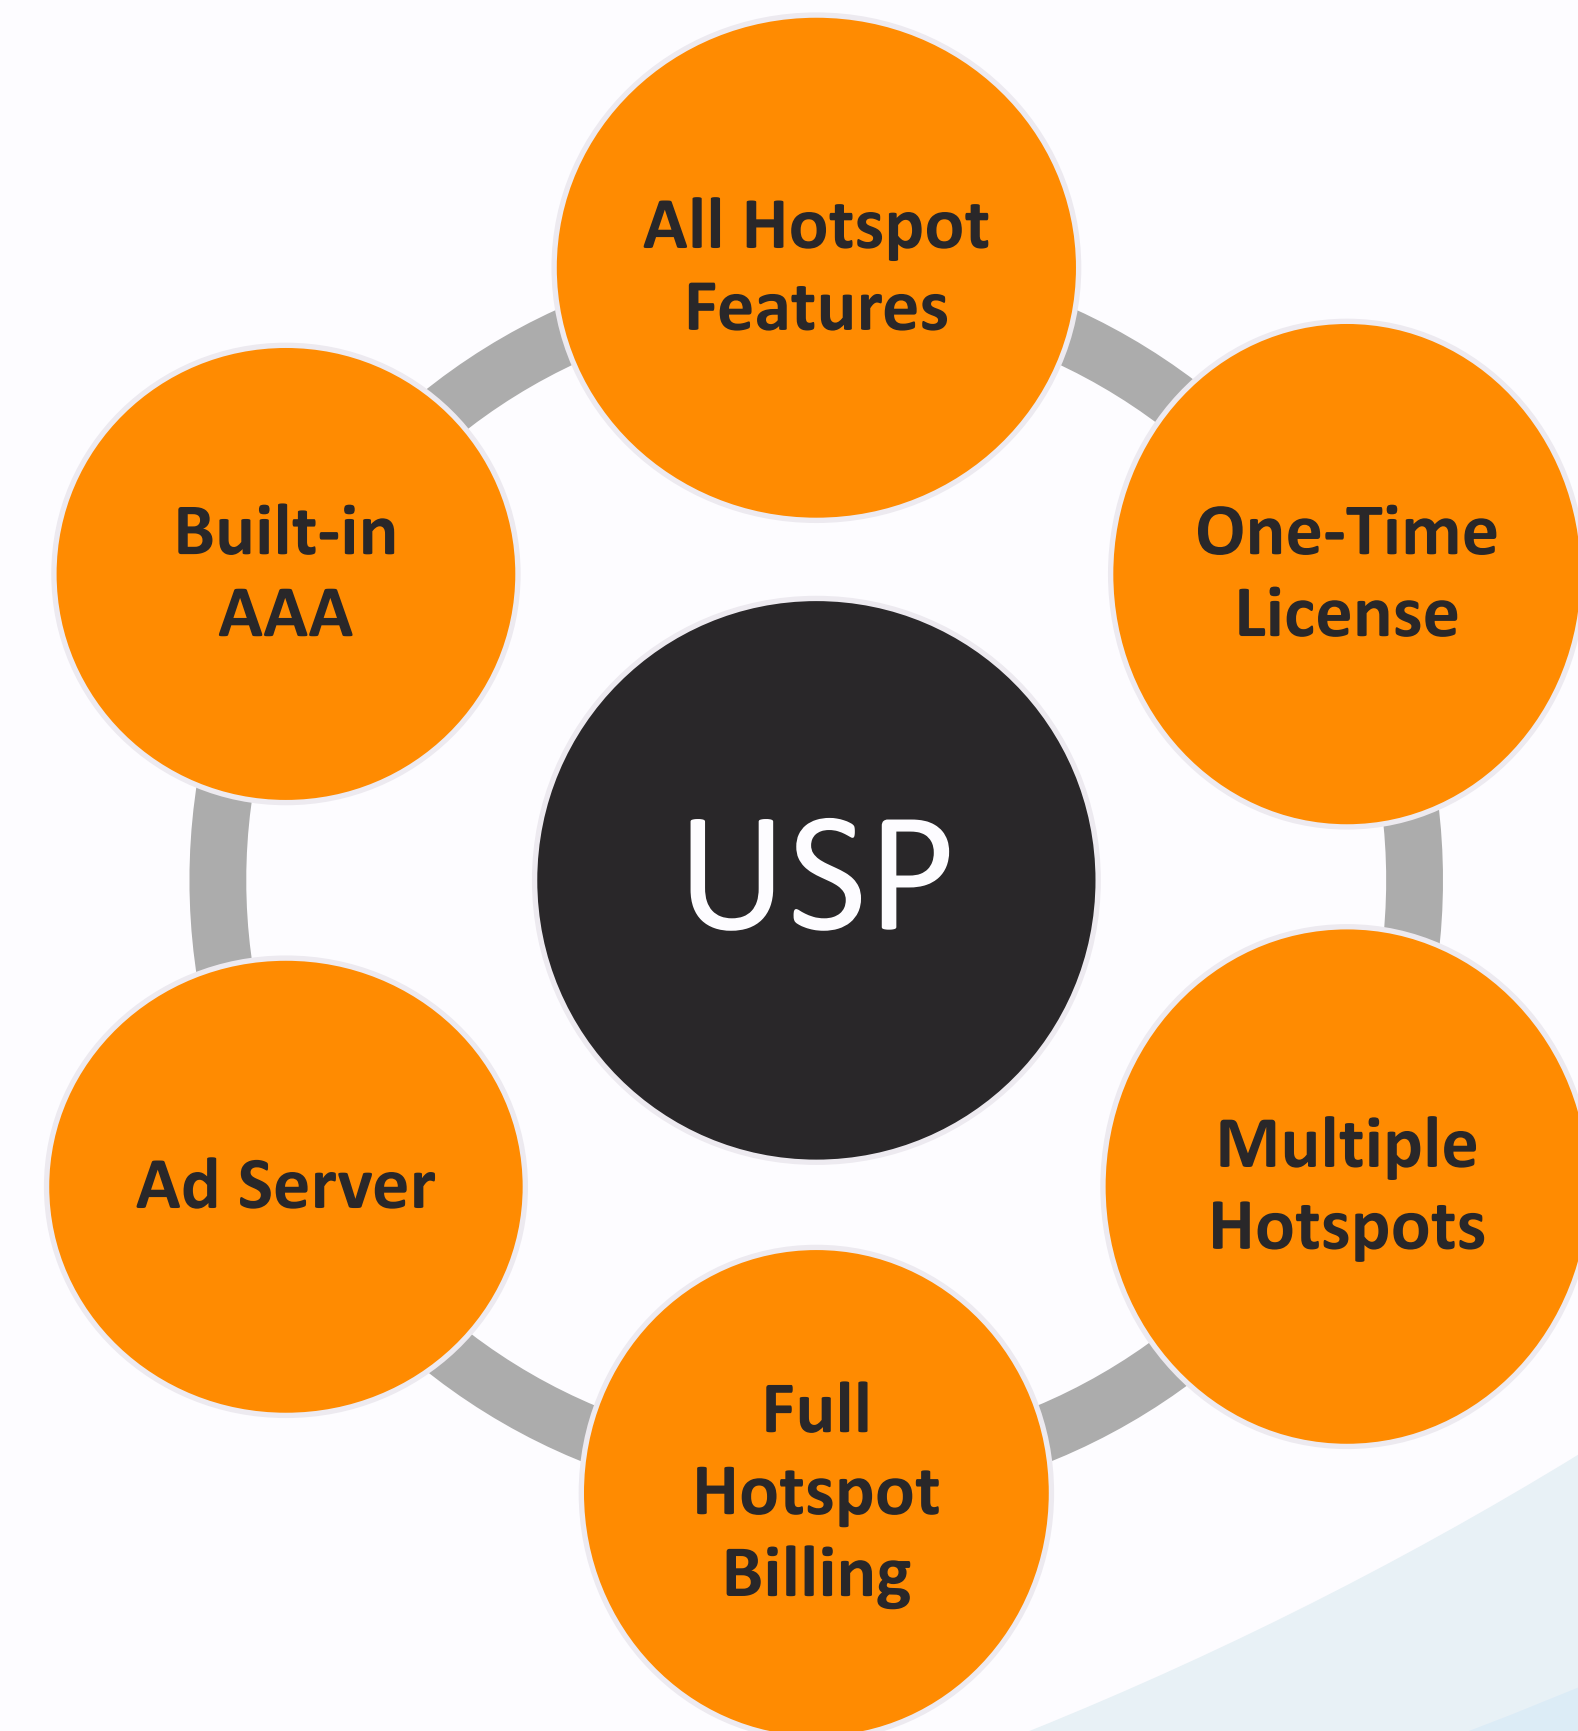 All Hotspot
Features
One-Time
License
Multiple
Hotspots
Full
Hotspot
Billing
Ad Server
Built-in
AAA
USP